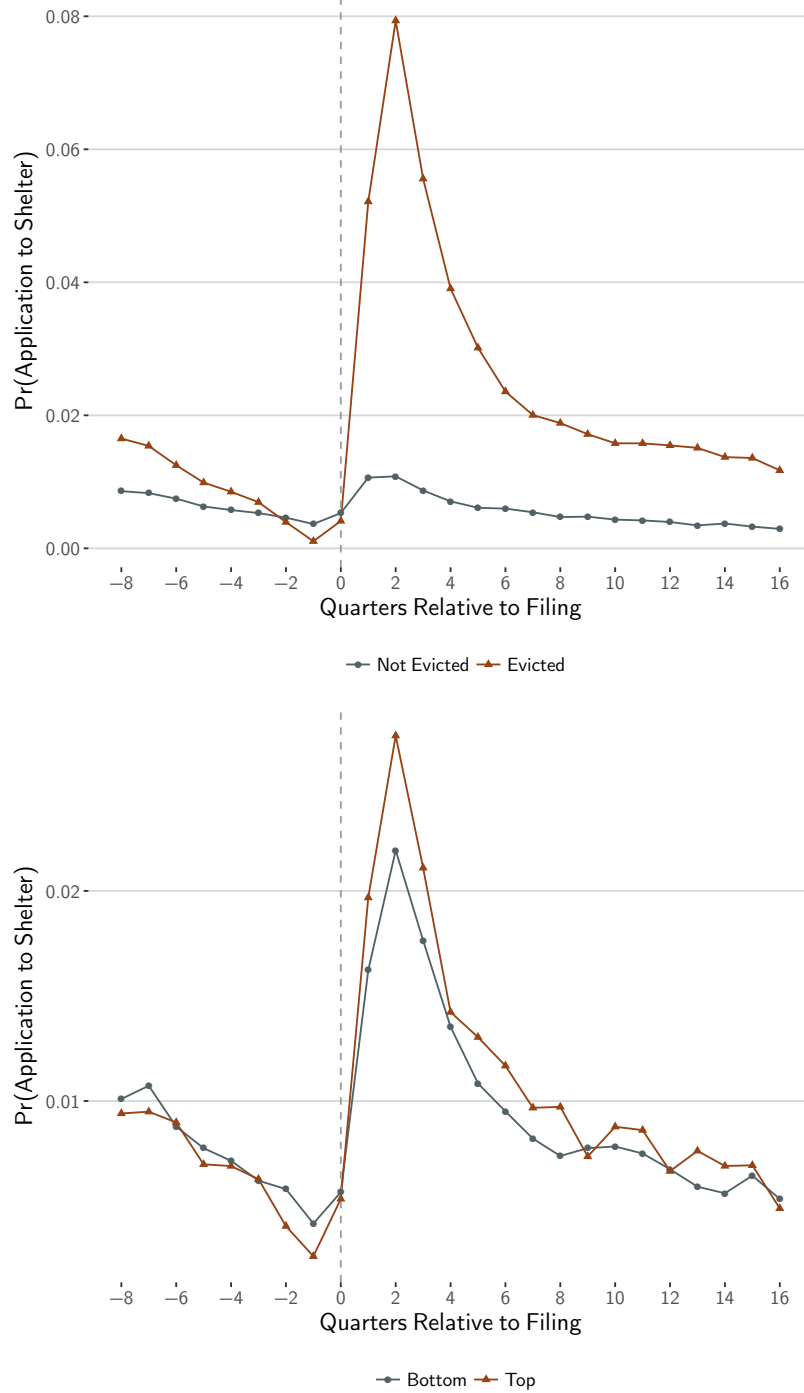 0.08
0.06
0.04
0.02
0.00
Pr(Application to Shelter)
−8 −6 −4 −2 0 2 4 6 8 10 12 14 16
Quarters Relative to Filing
Not Evicted Evicted
0.02
0.01
Pr(Application to Shelter)
−8 −6 −4 −2 0 2 4 6 8 10 12 14 16
Quarters Relative to Filing
Bottom Top